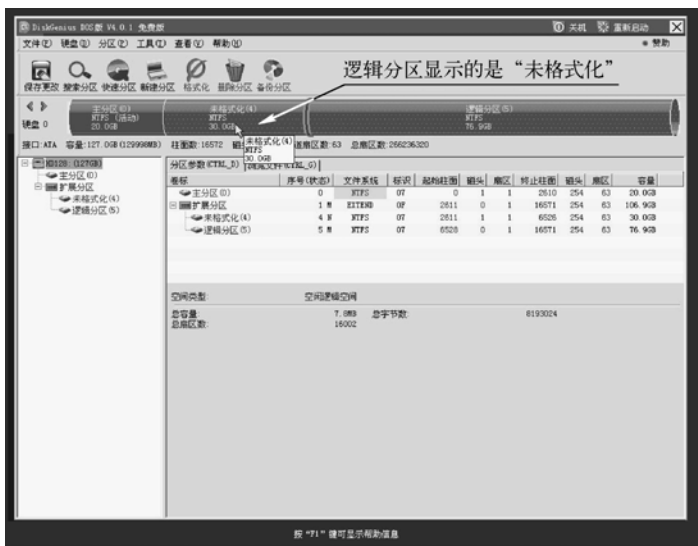 DiskGenius DOS版 V4.0.1 免费版 关机 重新启动
文件(F) 硬盘(D) 分区(P) 工具(T) 查看(V) 帮助(H) 赞助
保存更改 搜索分区 快速分区 新建分区 格式化 删除分区 备份分区
逻辑分区显示的是“未格式化”
硬盘 0
主分区(0)
NTFS (活动)
20.0GB
未格式化(4)
NTFS
30.0GB
逻辑分区(5)
NTFS
76.9GB
接口:ATA 容量:127.0GB(129998MB) 柱面数:16572 道扇区数:63 总扇区数:266236320
未格式化(4)
NTFS
30.0GB
HD128: (127GB)
主分区(0)
扩展分区
未格式化(4)
逻辑分区(5)
分区参数(CTRL_D)
卷标 序号(状态) 文件系统 标识 起始柱面 磁头 扇区 终止柱面 磁头 扇区 容量
主分区(0) 0 NTFS 07 0 1 1 2610 254 63 20.0GB
扩展分区 1 M EXTEND 0F 2611 0 1 16571 254 63 106.9GB
未格式化(4) 4 N NTFS 07 2611 1 1 6526 254 63 30.0GB
逻辑分区(5) 5 M NTFS 07 6528 0 1 16571 254 63 76.9GB
空间类型: 空闲逻辑空间
总容量: 7.8MB 总字节数: 8193024
总扇区数: 16002
按 "F1" 键可显示帮助信息